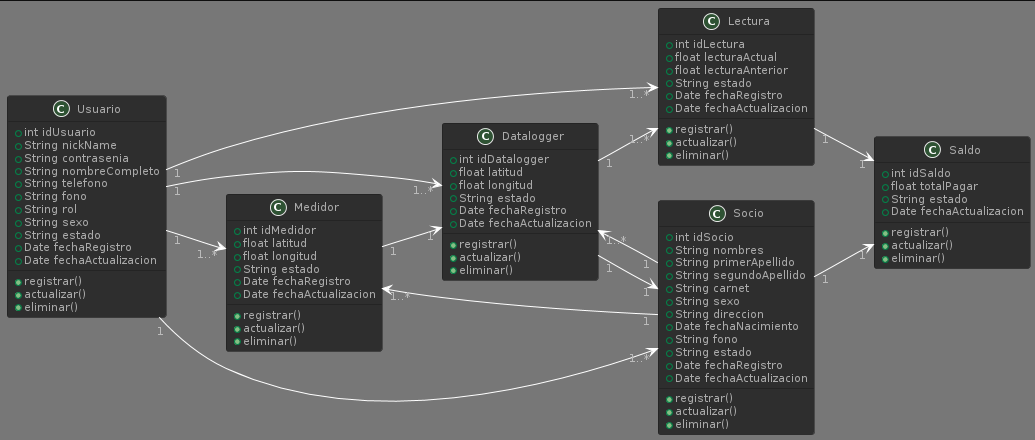 C Usuario
int idUsuario
String nickName
String contrasenia
String nombreCompleto
String telefono
String fono
String rol
String sexo
String estado
Date fechaRegistro
Date fechaActualizacion
registrar()
actualizar()
eliminar()
1
1
1
1
C Medidor
int idMedidor
float latitud
float longitud
String estado
Date fechaRegistro
Date fechaActualizacion
registrar()
actualizar()
eliminar()
1..*
1
1..*
C Datalogger
int idDatalogger
float latitud
float longitud
String estado
Date fechaRegistro
Date fechaActualizacion
registrar()
actualizar()
eliminar()
1..*
1
1
1
1..*
C Lectura
int idLectura
float lecturaActual
float lecturaAnterior
String estado
Date fechaRegistro
Date fechaActualizacion
registrar()
actualizar()
eliminar()
1..*
1..*
1
C Socio
int idSocio
String nombres
String primerApellido
String segundoApellido
String carnet
String sexo
String direccion
Date fechaNacimiento
String fono
String estado
Date fechaRegistro
Date fechaActualizacion
registrar()
actualizar()
eliminar()
1
1
1
1..*
1
C Saldo
int idSaldo
float totalPagar
String estado
Date fechaActualizacion
registrar()
actualizar()
eliminar()
1
1